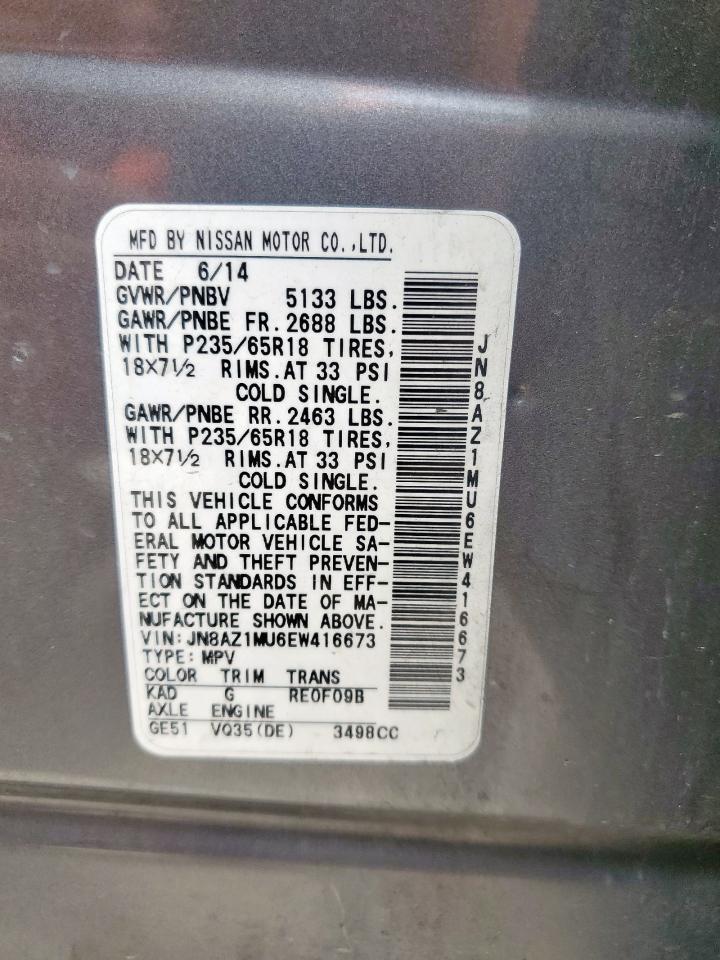 MFD BY NISSAN MOTOR CO.,LTD.
DATE 6/14
GVWR/PNBV 5133 LBS.
GAWR/PNBE FR. 2688 LBS.
WITH P235/65R18 TIRES,
18X7½ RIMS.AT 33 PSI
COLD SINGLE.
GAWR/PNBE RR. 2463 LBS.
WITH P235/65R18 TIRES,
18X7½ RIMS.AT 33 PSI
COLD SINGLE.
THIS VEHICLE CONFORMS
TO ALL APPLICABLE FED-
ERAL MOTOR VEHICLE SA-
FETY AND THEFT PREVEN-
TION STANDARDS IN EFF-
ECT ON THE DATE OF MA-
NUFACTURE SHOWN ABOVE.
VIN:JN8AZ1MU6EW416673
TYPE:MPV
COLOR TRIM TRANS
KAD G RE0F09B
AXLE ENGINE
GE51 VQ35(DE) 3498CC
JN8AZ1MU6EW416673